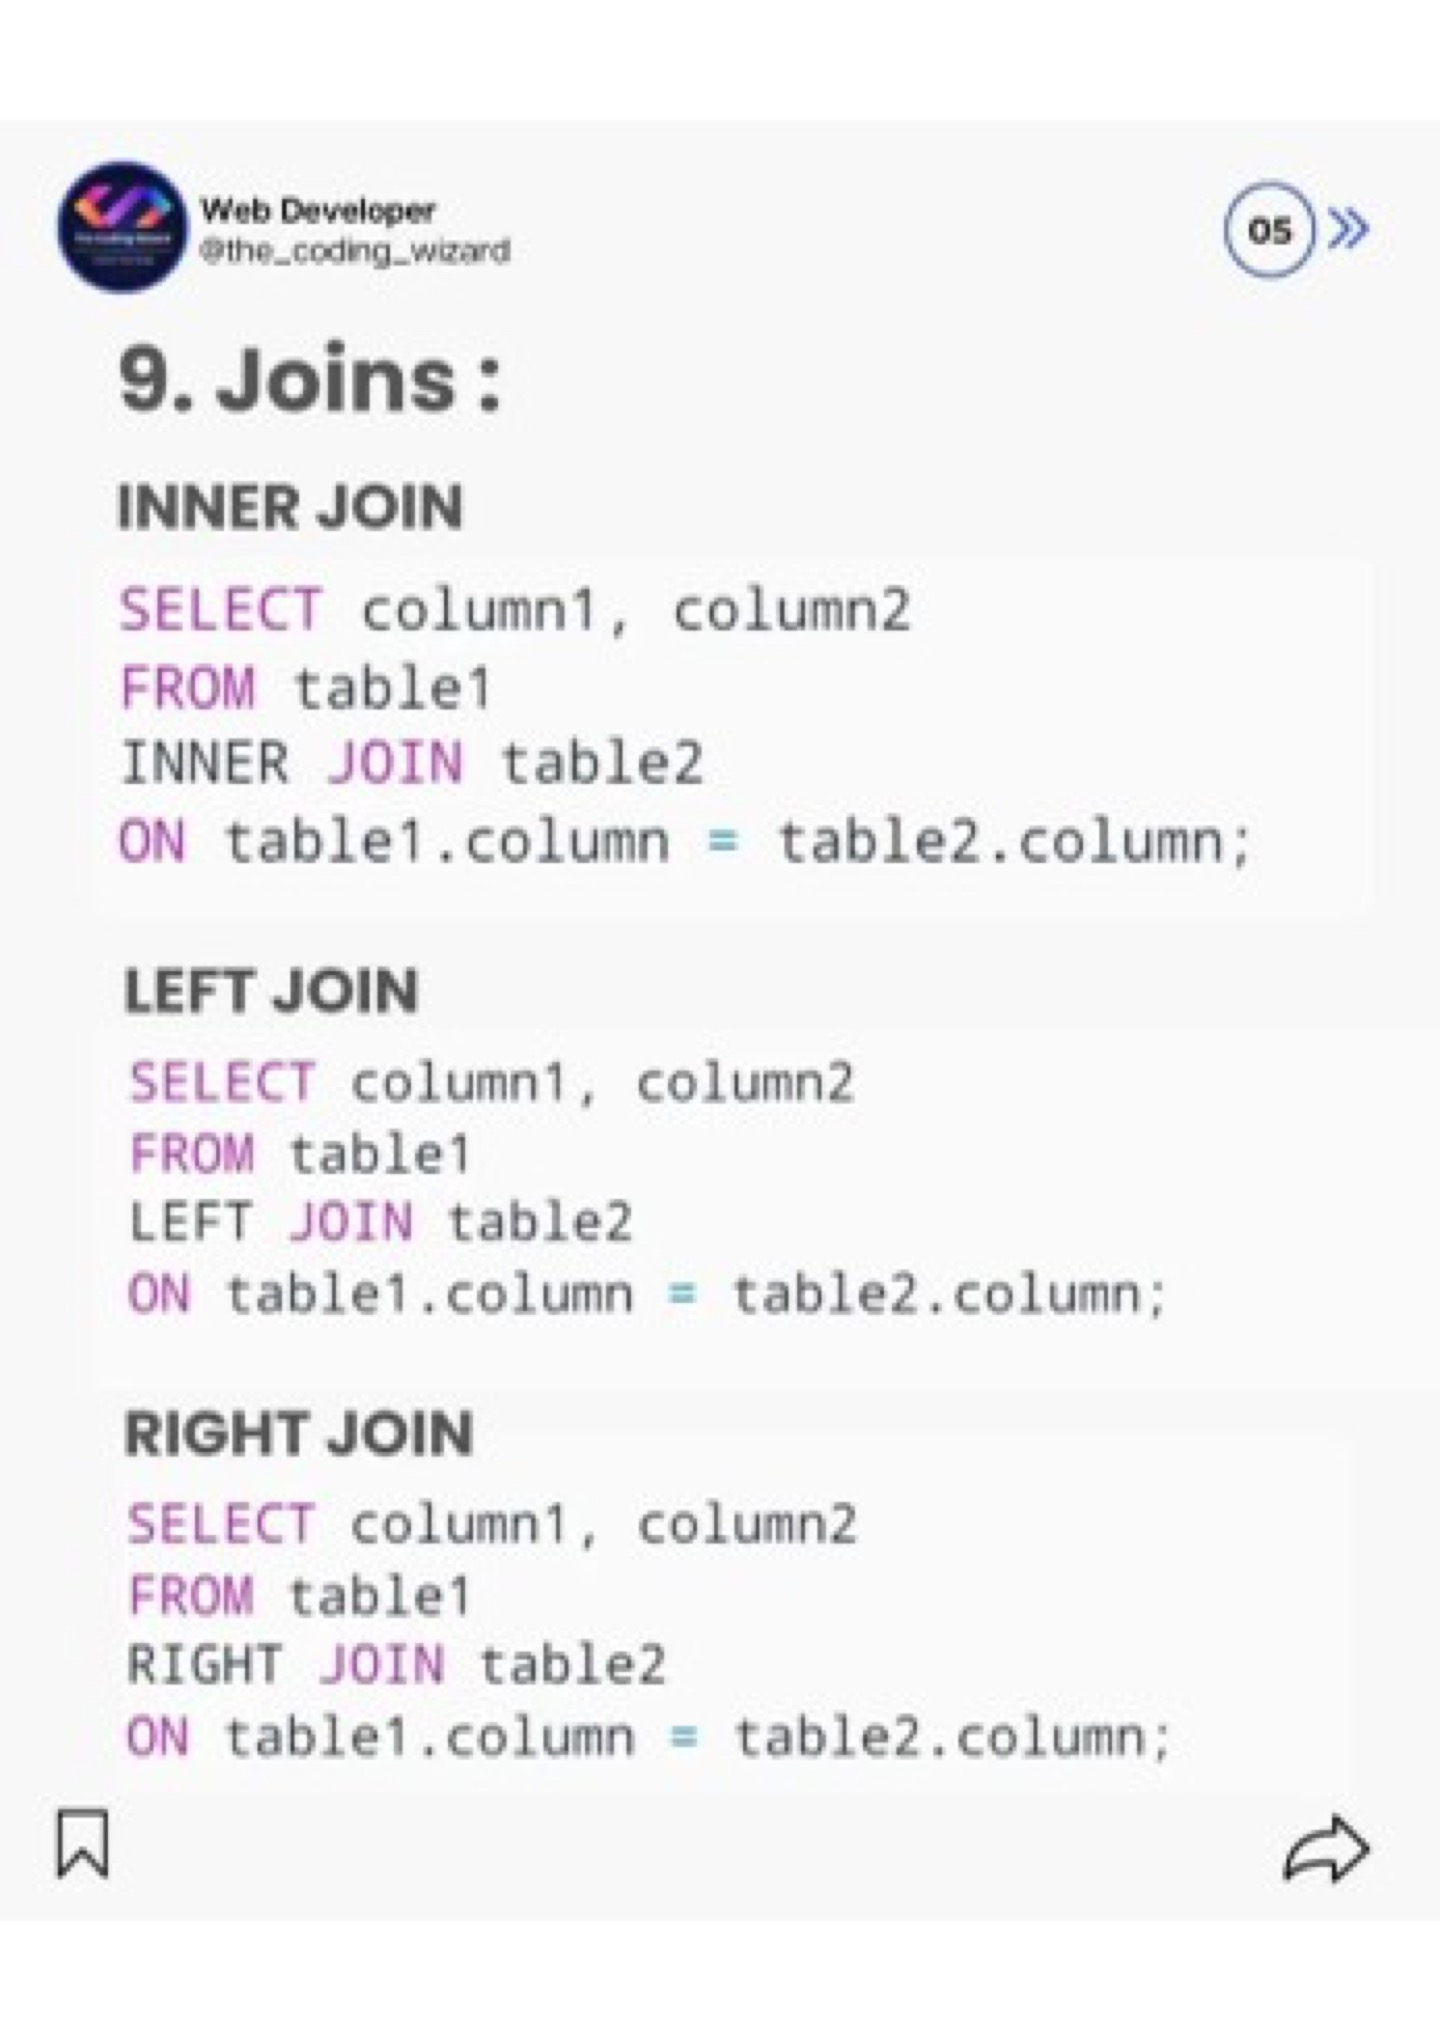 Web Developer
@the_coding_wizard
05
9. Joins :
INNER JOIN
SELECT column1, column2
FROM table1
INNER JOIN table2
ON table1.column = table2.column;
LEFT JOIN
SELECT column1, column2
FROM table1
LEFT JOIN table2
ON table1.column = table2.column;
RIGHT JOIN
SELECT column1, column2
FROM table1
RIGHT JOIN table2
ON table1.column = table2.column;